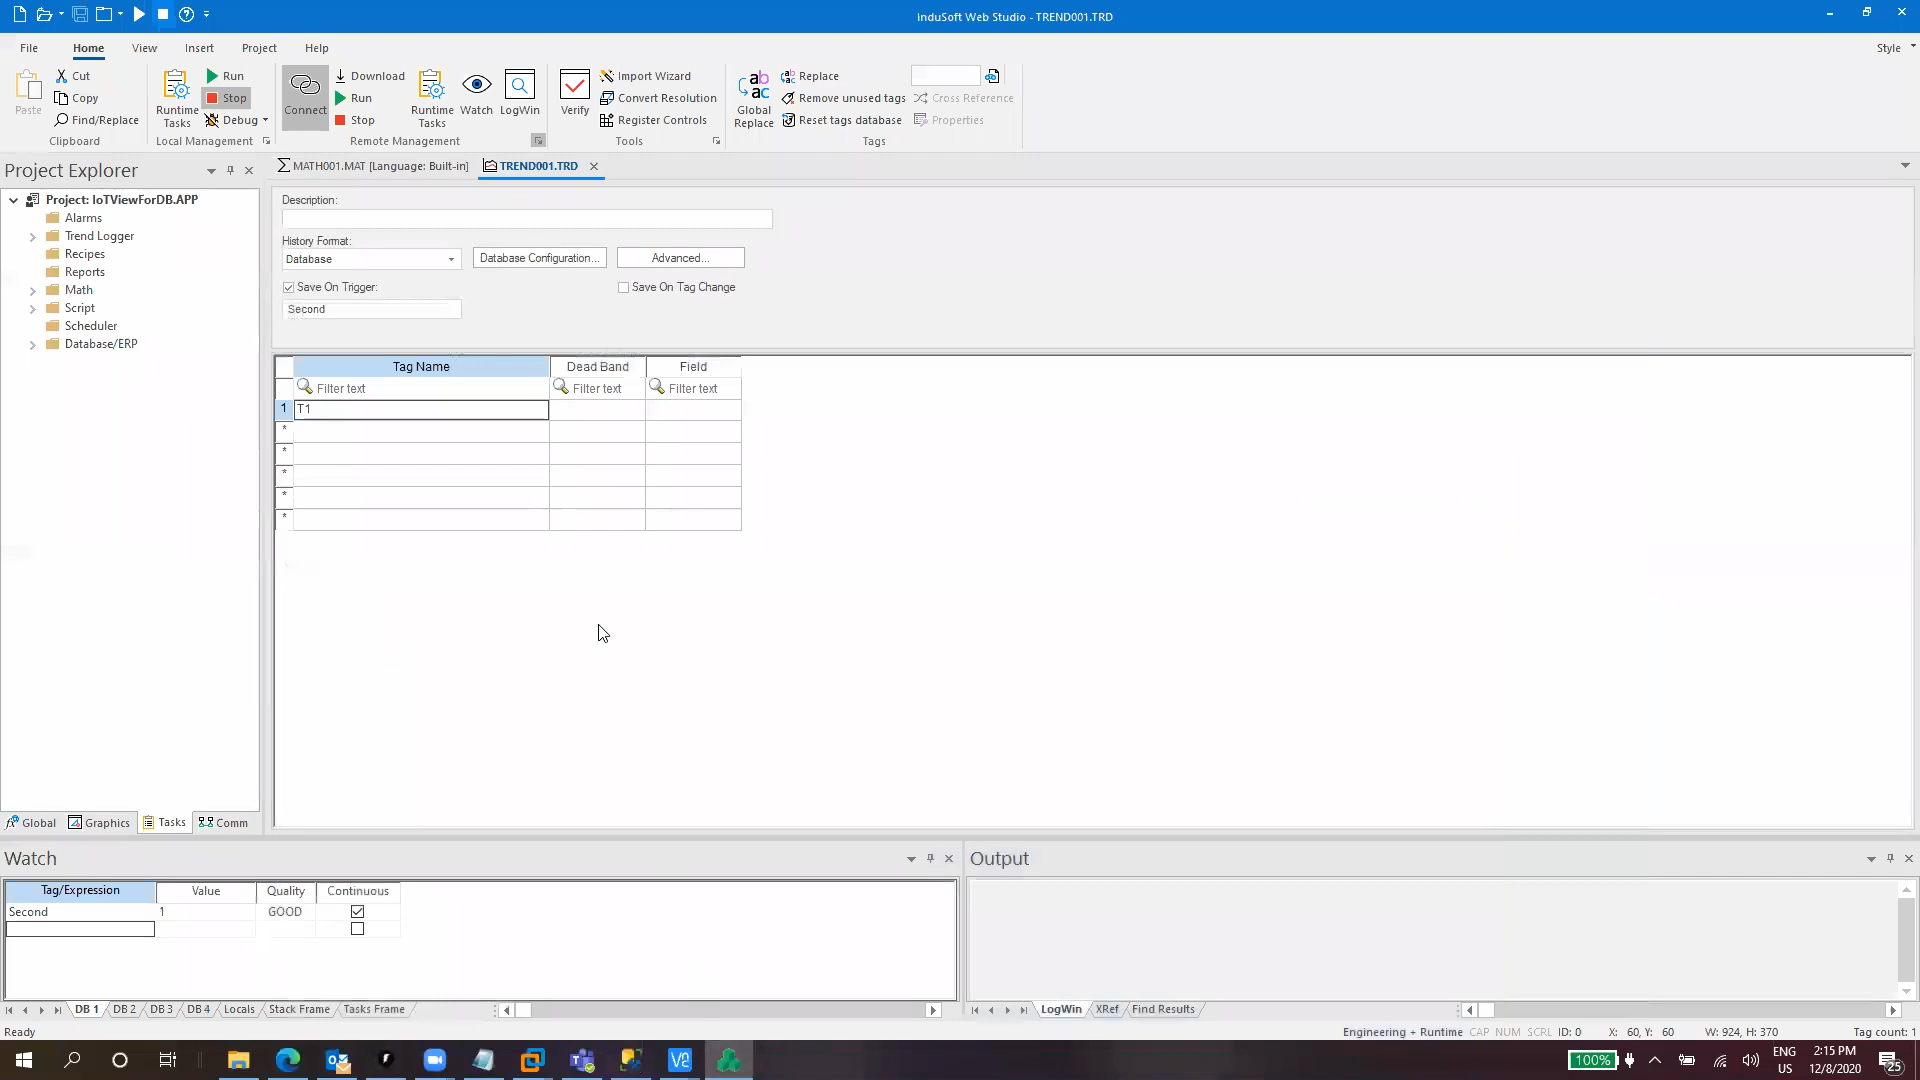 InduSoft Web Studio - TREND001.TRD
File Home View Insert Project Help Style
Paste Cut Copy Find/Replace
Clipboard
Runtime Tasks Run Stop Debug
Local Management
Connect Download Run Stop
Runtime Tasks Watch LogWin
Remote Management
Verify Import Wizard Convert Resolution Register Controls
Tools
Global Replace Replace Remove unused tags Reset tags database Cross Reference Properties
Tags
Project Explorer
Project: IoTViewForDB.APP
Alarms
Trend Logger
Recipes
Reports
Math
Script
Scheduler
Database/ERP
Global Graphics Tasks Comm
MATH001.MAT [Language: Built-in] TREND001.TRD
Description:
History Format:
Database Database Configuration... Advanced...
Save On Trigger: Save On Tag Change
Second
Tag Name Dead Band Field
Filter text Filter text Filter text
1 T1
*
*
*
*
*
Watch
Tag/Expression Value Quality Continuous
Second 1 GOOD
DB 1 DB 2 DB 3 DB 4 Locals Stack Frame Tasks Frame
Output
LogWin XRef Find Results
Ready Engineering + Runtime CAP NUM SCRL ID: 0 X: 60, Y: 60 W: 924, H: 370 Tag count: 1
100% ENG US 2:15 PM 12/8/2020 25